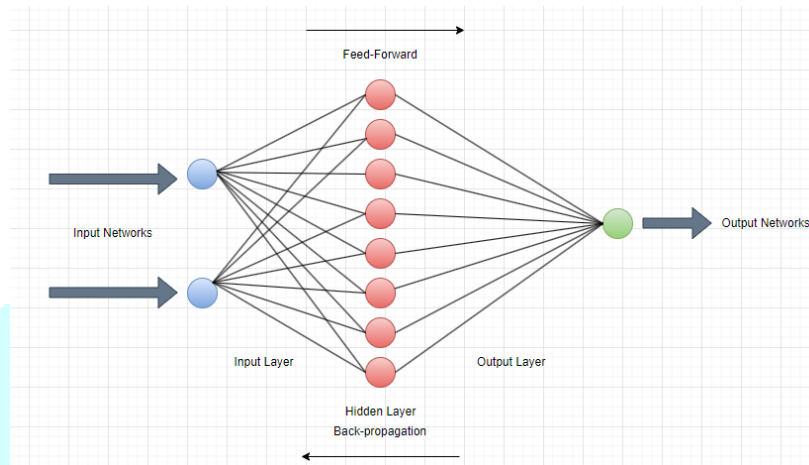 Feed-Forward
Input Networks
Output Networks
Input Layer
Output Layer
Hidden Layer
Back-propagation